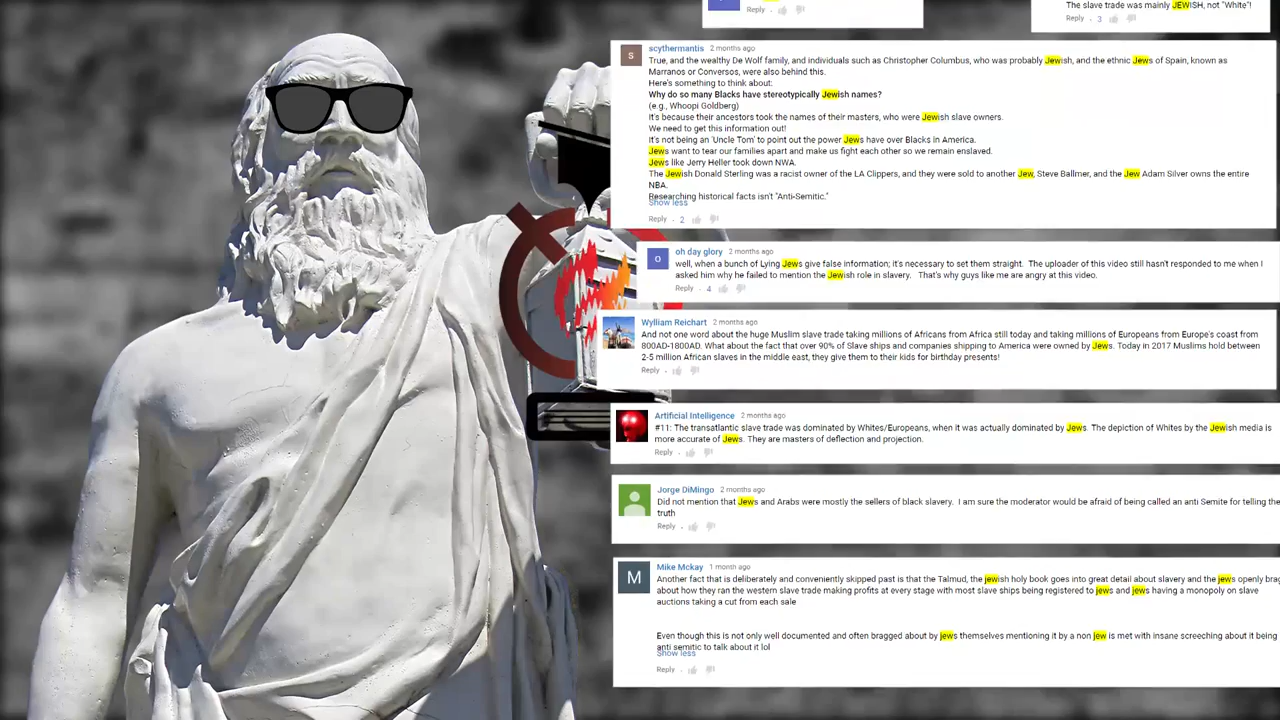 Reply
The slave trade was mainly JEWISH, not "White"!
Reply 3
S scythermantis 2 months ago
True, and the wealthy De Wolf family, and individuals such as Christopher Columbus, who was probably Jewish, and the ethnic Jews of Spain, known as
Marranos or Conversos, were also behind this.
Here's something to think about:
Why do so many Blacks have stereotypically Jewish names?
(e.g., Whoopi Goldberg)
It's because their ancestors took the names of their masters, who were Jewish slave owners.
We need to get this information out!
It's not being an 'Uncle Tom' to point out the power Jews have over Blacks in America.
Jews want to tear our families apart and make us fight each other so we remain enslaved.
Jews like Jerry Heller took down NWA.
The Jewish Donald Sterling was a racist owner of the LA Clippers, and they were sold to another Jew, Steve Ballmer, and the Jew Adam Silver owns the entire
NBA.
Researching historical facts isn't "Anti-Semitic."
Show less
Reply 2
O oh day glory 2 months ago
well, when a bunch of Lying Jews give false information; it's necessary to set them straight. The uploader of this video still hasn't responded to me when I
asked him why he failed to mention the Jewish role in slavery. That's why guys like me are angry at this video.
Reply 4
Wylliam Reichart 2 months ago
And not one word about the huge Muslim slave trade taking millions of Africans from Africa still today and taking millions of Europeans from Europe's coast from
800AD-1800AD. What about the fact that over 90% of Slave ships and companies shipping to America were owned by Jews. Today in 2017 Muslims hold between
2-5 million African slaves in the middle east, they give them to their kids for birthday presents!
Reply
Artificial Intelligence 2 months ago
#11: The transatlantic slave trade was dominated by Whites/Europeans, when it was actually dominated by Jews. The depiction of Whites by the Jewish media is
more accurate of Jews. They are masters of deflection and projection.
Reply
Jorge DiMingo 2 months ago
Did not mention that Jews and Arabs were mostly the sellers of black slavery. I am sure the moderator would be afraid of being called an anti Semite for telling the
truth
Reply
M Mike Mckay 1 month ago
Another fact that is deliberately and conveniently skipped past is that the Talmud, the jewish holy book goes into great detail about slavery and the jews openly brag
about how they ran the western slave trade making profits at every stage with most slave ships being registered to jews and jews having a monopoly on slave
auctions taking a cut from each sale
Even though this is not only well documented and often bragged about by jews themselves mentioning it by a non jew is met with insane screeching about it being
anti semitic to talk about it lol
Show less
Reply